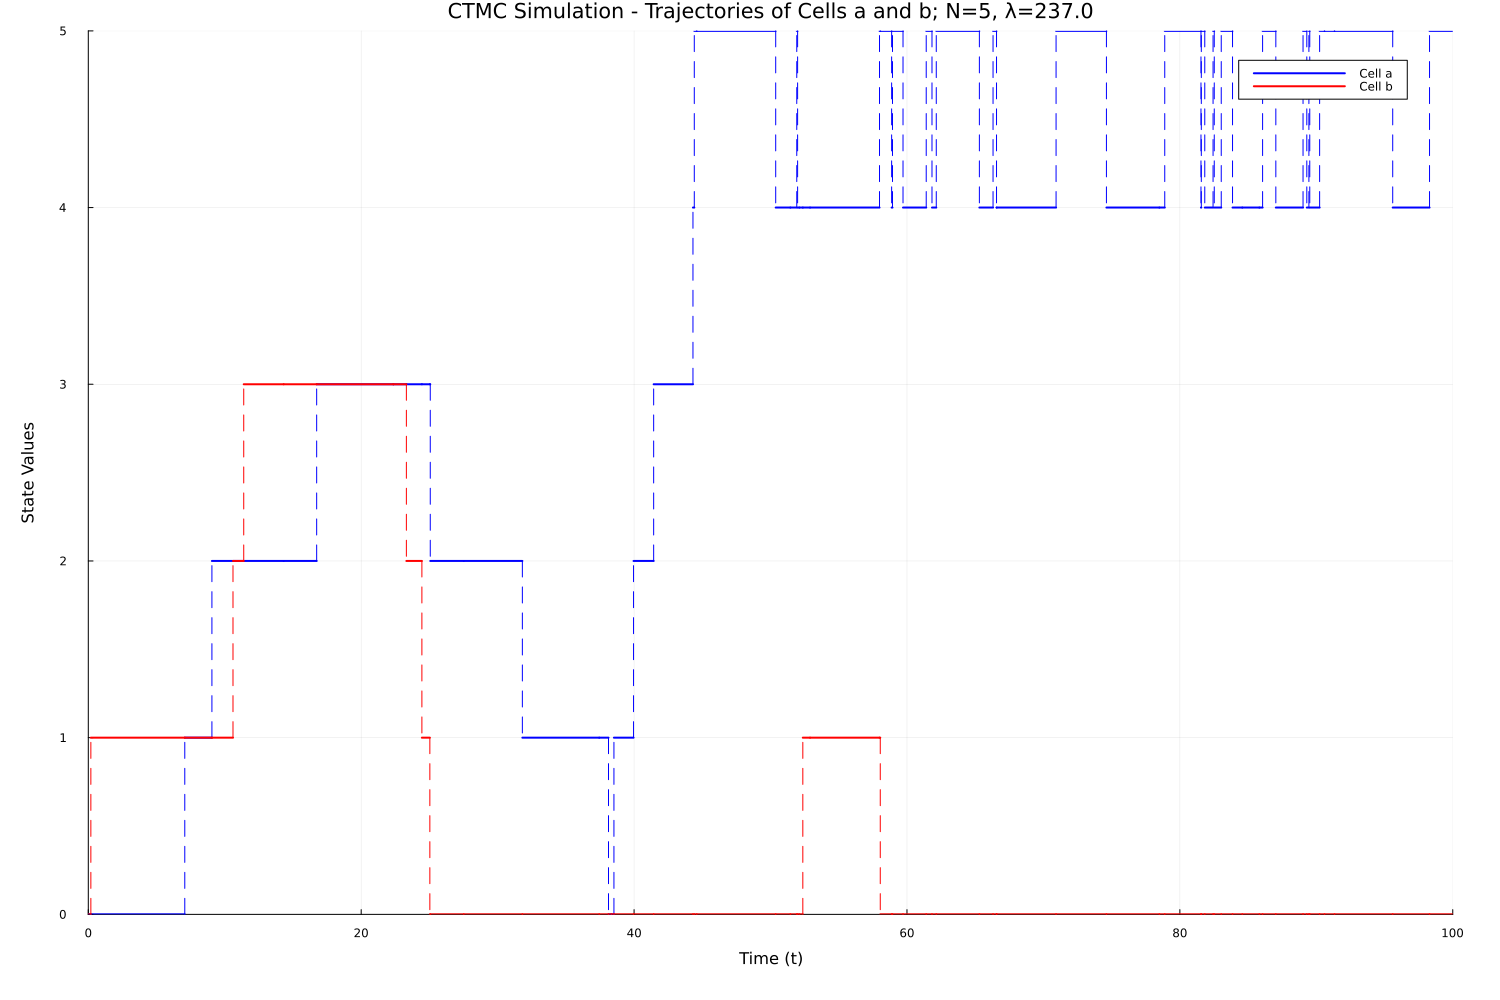 CTMC Simulation - Trajectories of Cells a and b; N=5, λ=237.0
5
Cell a
Cell b
4
3
State Values
2
1
0
0 20 40 60 80 100
Time (t)